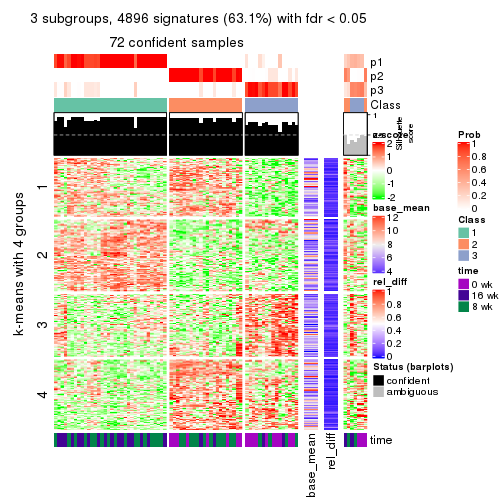 3 subgroups, 4896 signatures (63.1%) with fdr < 0.05
72 confident samples
p1
p2
p3
Class
1
Silhouette
score
z-score
2
1
0
-1
-2
base_mean
12
10
8
6
4
rel_diff
1
0.8
0.6
0.4
0.2
0
Status (barplots)
confident
ambiguous
Prob
1
0.8
0.6
0.4
0.2
0
Class
1
2
3
time
0 wk
16 wk
8 wk
k-means with 4 groups
1
2
3
4
time
base_mean
rel_diff